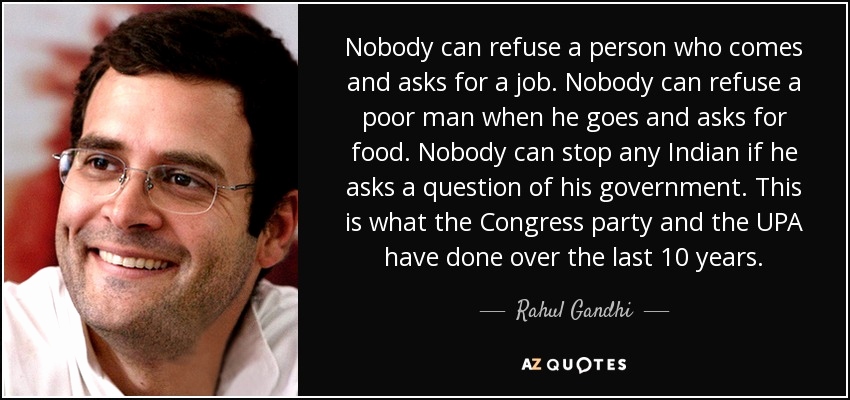 Nobody can refuse a person who comes
and asks for a job. Nobody can refuse a
poor man when he goes and asks for
food. Nobody can stop any Indian if he
asks a question of his government. This
is what the Congress party and the UPA
have done over the last 10 years.
Rahul Gandhi
AZ QUOTES